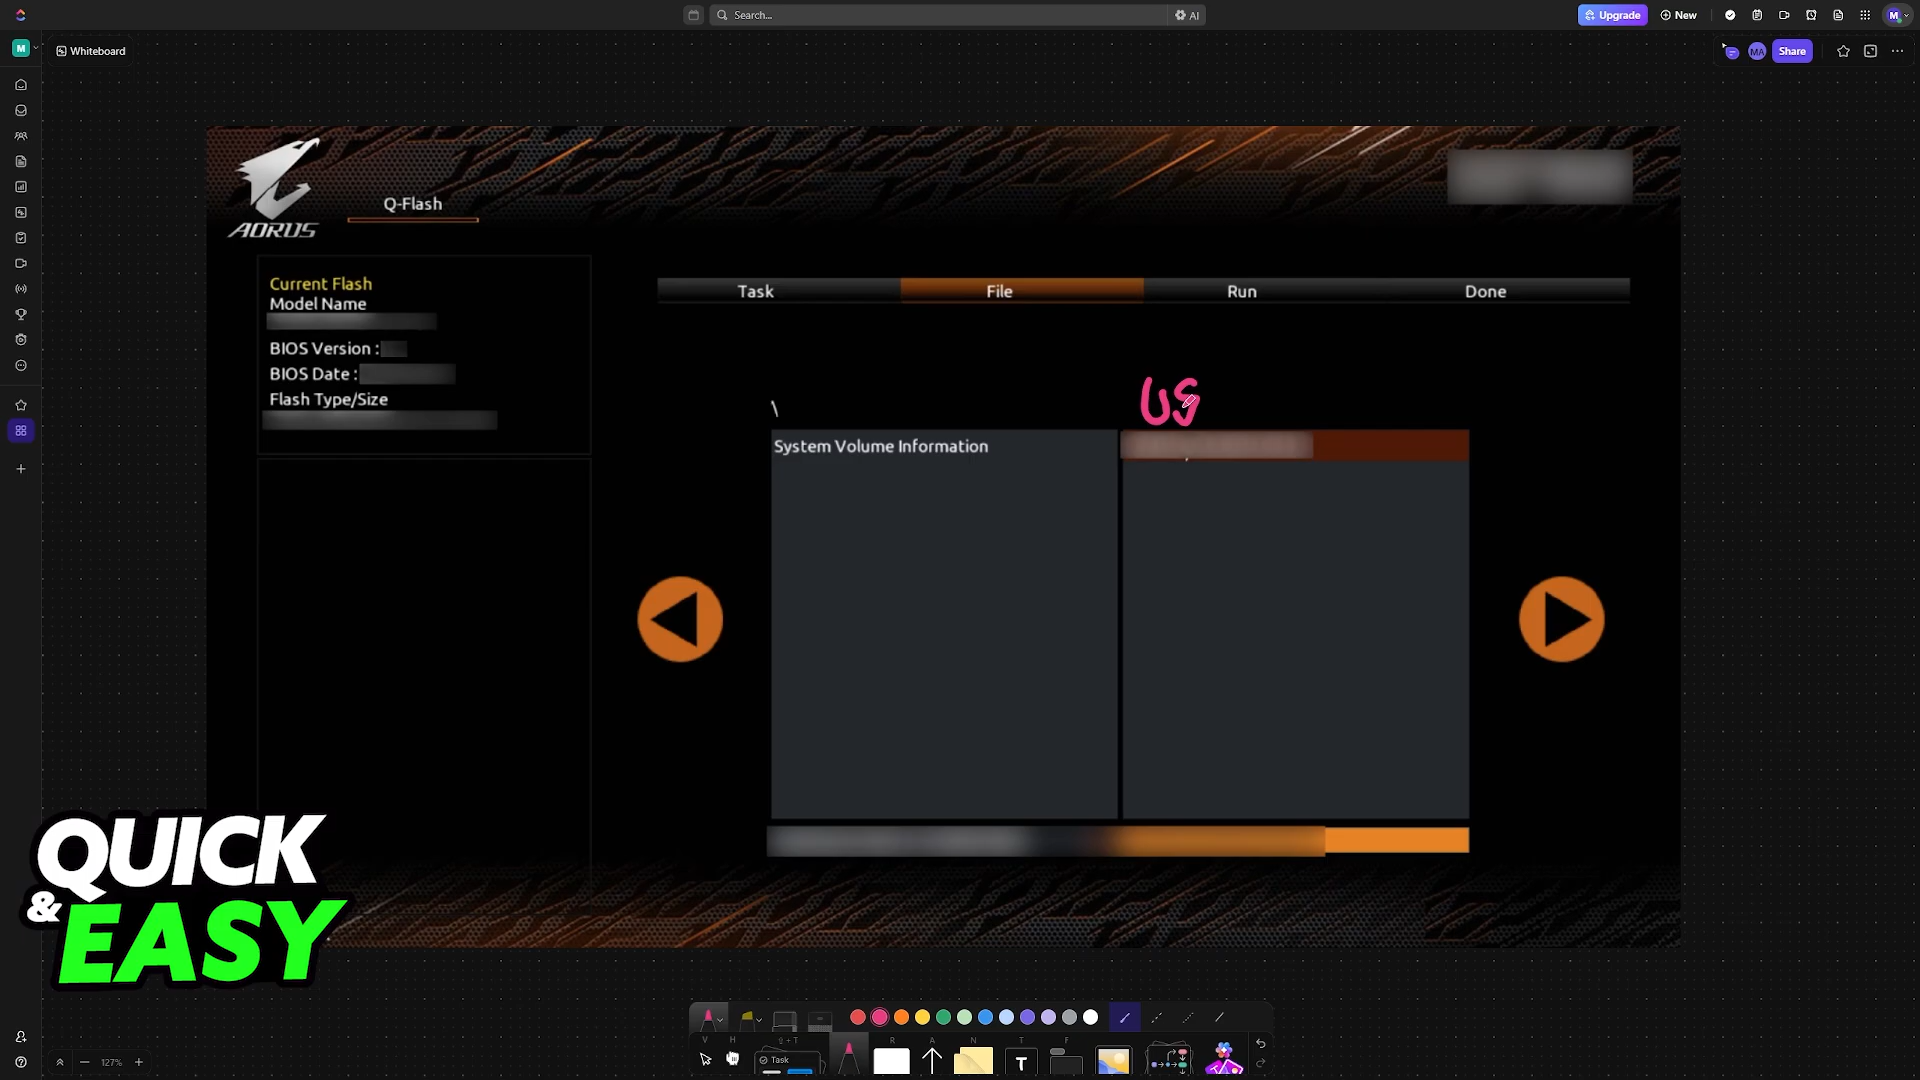 Search...
AI
Upgrade
New
M
M
Whiteboard
MA
Share
AORUS
Q-Flash
Current Flash
Model Name
BIOS Version :
BIOS Date :
Flash Type/Size
Task
File
Run
Done
US
\
System Volume Information
QUICK
& EASY
V
H
⇧ + T
R
A
N
T
F
Task
T
127%